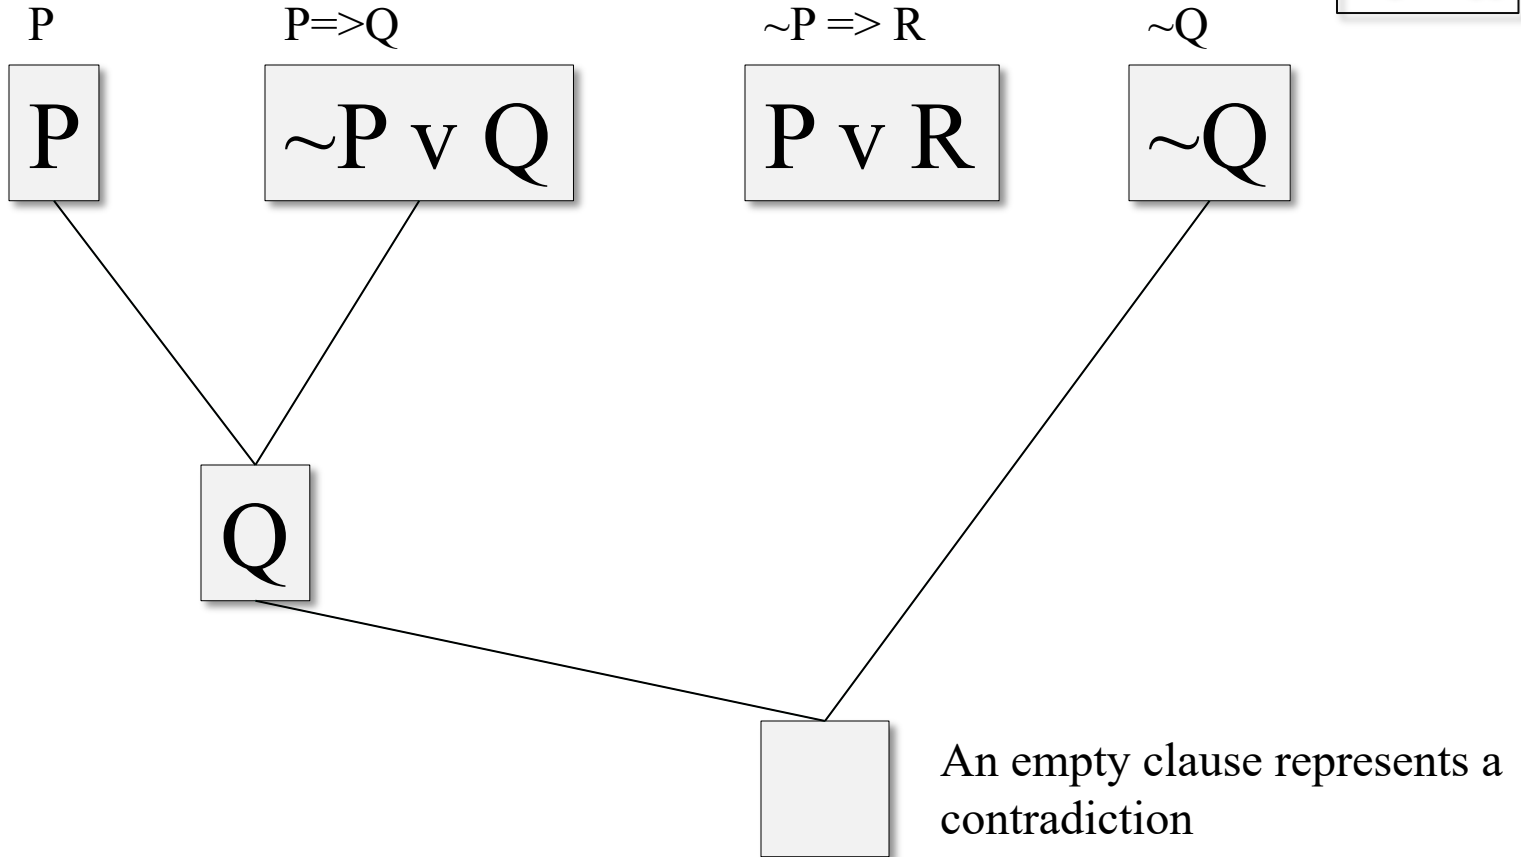 P P=>Q ~P => R ~Q
P ~P v Q P v R ~Q
Q
An empty clause represents a
contradiction